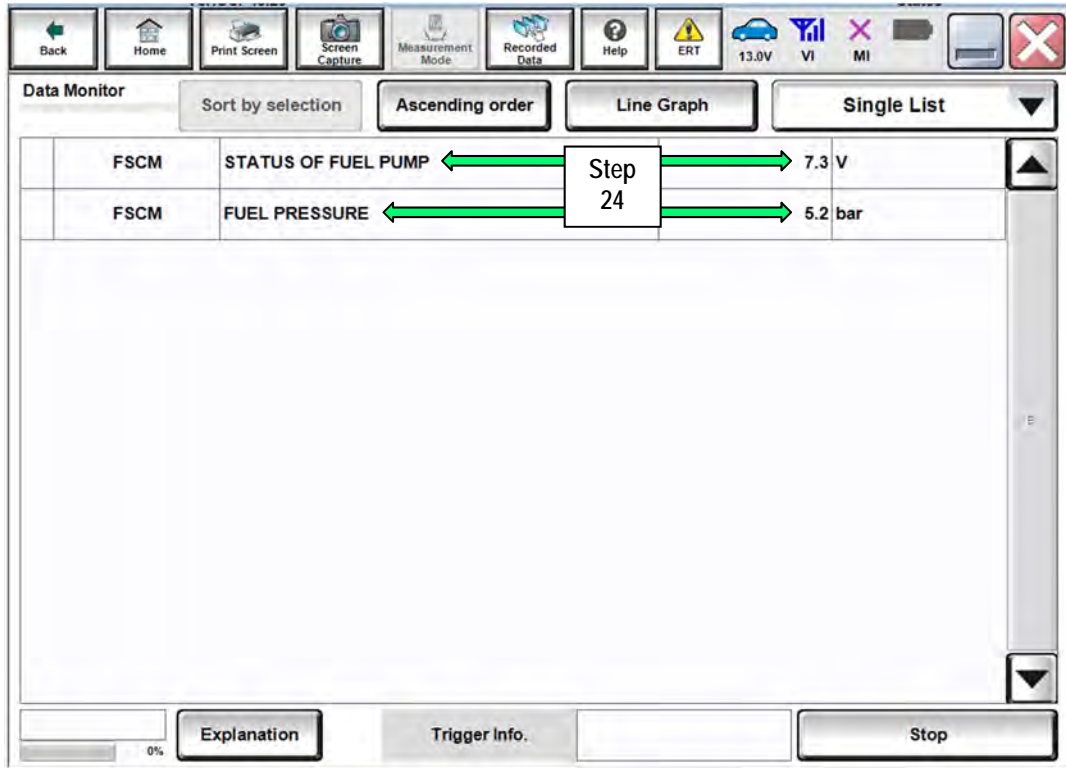 Back
Home
Print Screen
Screen
Capture
Measurement
Mode
Recorded
Data
Help
ERT
13.0V
VI
MI
Data Monitor
Sort by selection
Ascending order
Line Graph
Single List
FSCM STATUS OF FUEL PUMP 7.3 V
Step
24
FSCM FUEL PRESSURE 5.2 bar
0%
Explanation
Trigger Info.
Stop